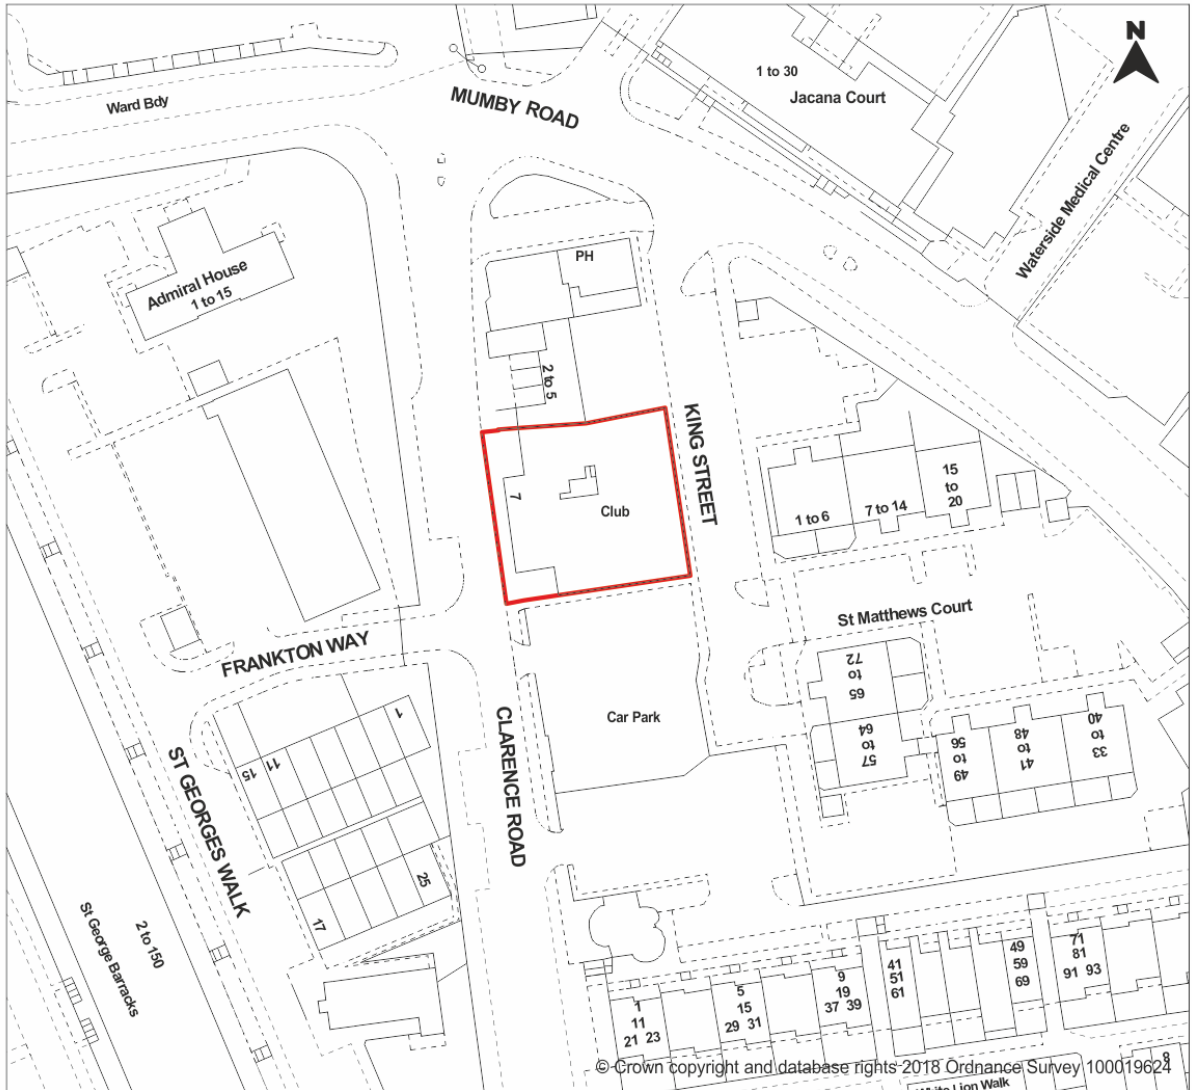 N
1 to 30
Jacana Court
Ward Bdy
MUMBY ROAD
Waterside Medical Centre
PH
Admiral House
1 to 15
2 to 5
KING STREET
15
to
20
7
Club
1 to 6
7 to 14
St Matthews Court
FRANKTON WAY
72
to
65
64
to
57
Car Park
1
11
15
CLARENCE ROAD
56
to
49
48
to
41
40
to
33
ST GEORGES WALK
25
17
2 to 150
St George Barracks
1
11
21 23
5
15
29 31
9
19
37 39
41
51
61
49
59
69
71
81
91 93
8
© Crown copyright and database rights 2018 Ordnance Survey 100019624
White Lion Walk